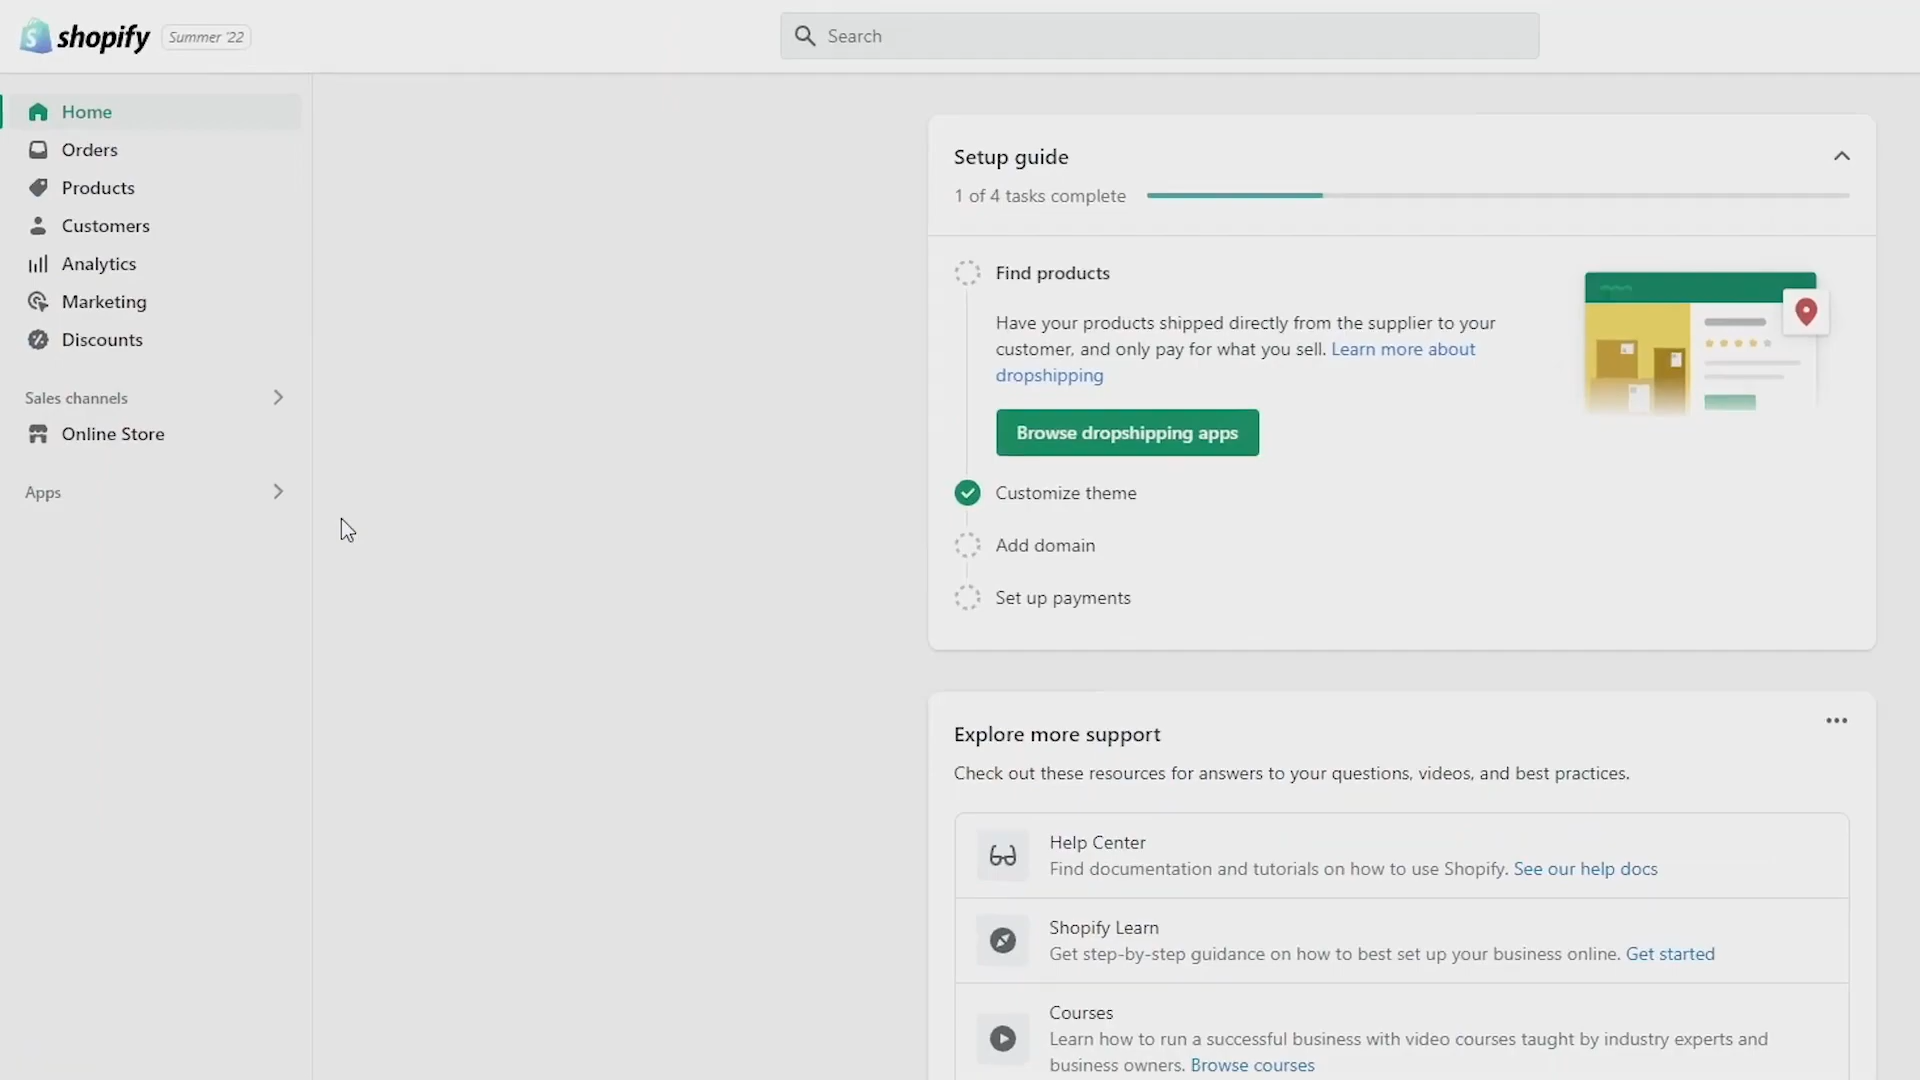 shopify
Summer '22
Search
Home
Orders
Products
Customers
Analytics
Marketing
Discounts
Sales channels
Online Store
Apps
Setup guide
1 of 4 tasks complete
Find products
Have your products shipped directly from the supplier to your
customer, and only pay for what you sell. Learn more about
dropshipping
Browse dropshipping apps
Customize theme
Add domain
Set up payments
Explore more support
Check out these resources for answers to your questions, videos, and best practices.
Help Center
Find documentation and tutorials on how to use Shopify. See our help docs
Shopify Learn
Get step-by-step guidance on how to best set up your business online. Get started
Courses
Learn how to run a successful business with video courses taught by industry experts and
business owners. Browse courses